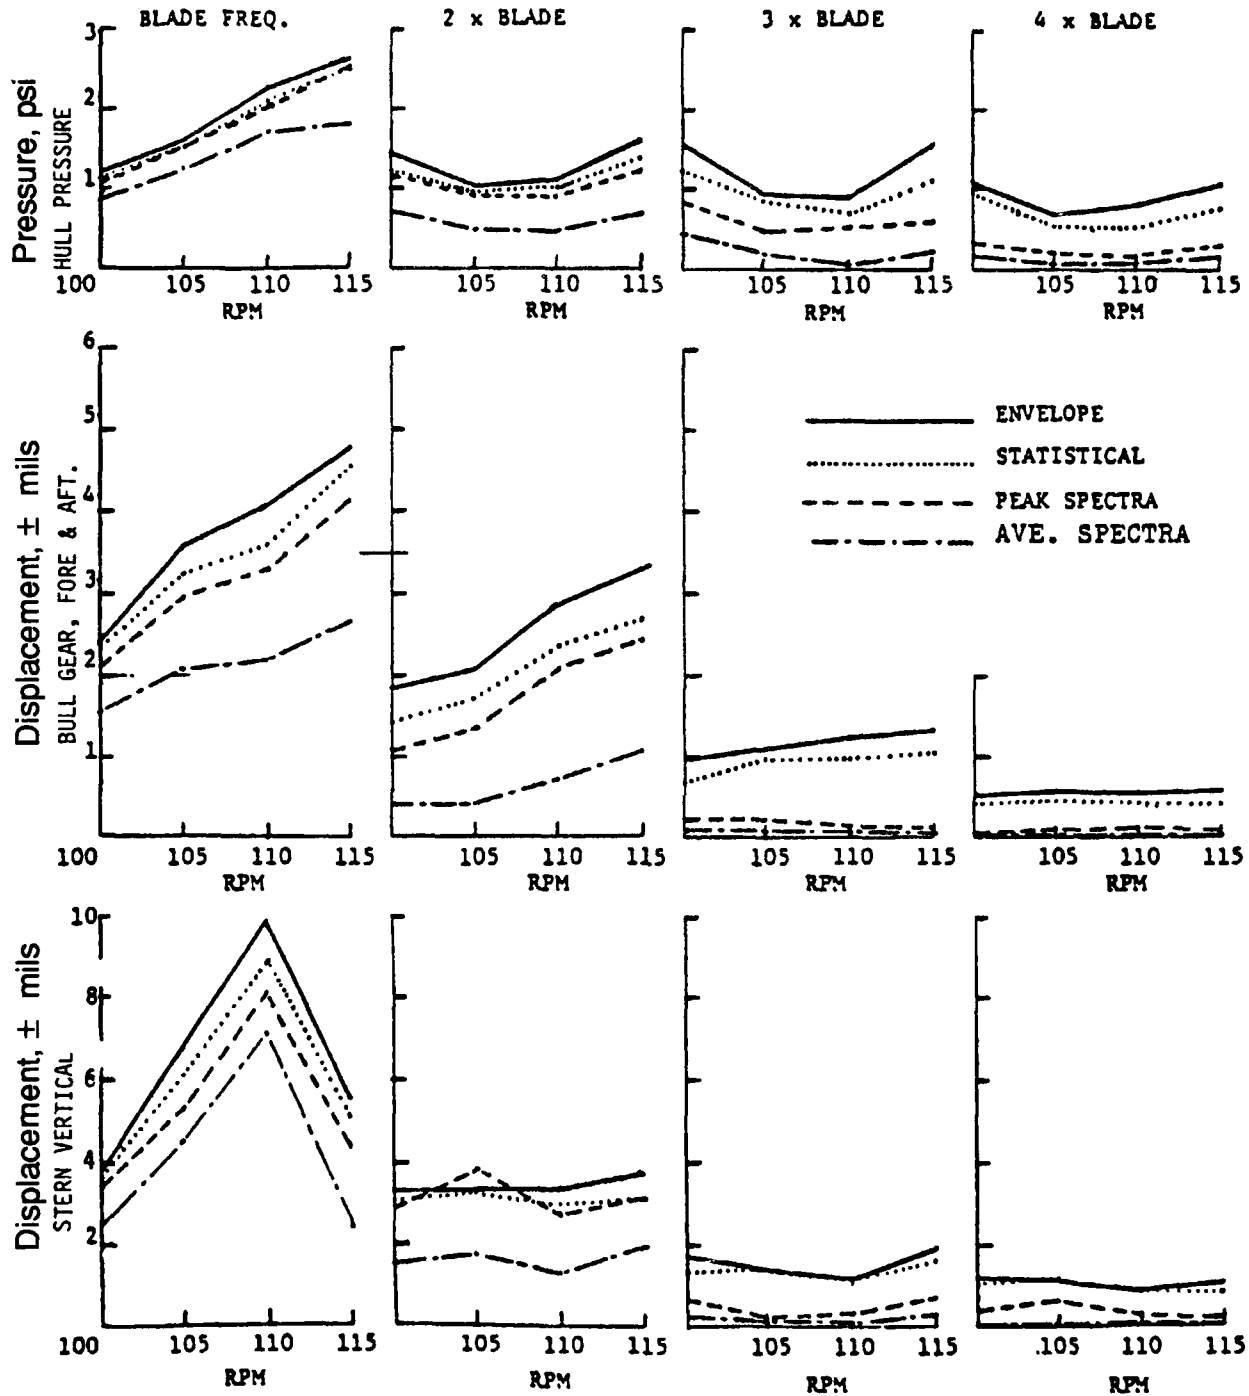 BLADE FREQ. 2 x BLADE 3 x BLADE 4 x BLADE
Pressure, psi
HULL PRESSURE
3
2
1
100 105 110 115 105 110 115 105 110 115 105 110 115
RPM RPM RPM RPM
Displacement, ± mils
BULL GEAR, FORE & AFT.
6
5
4
3
2
1
ENVELOPE
STATISTICAL
PEAK SPECTRA
AVE. SPECTRA
100 105 110 115 105 110 115 105 110 115 105 110 115
RPM RPM RPM RPM
Displacement, ± mils
STERN VERTICAL
10
8
6
4
2
100 105 110 115 105 110 115 105 110 115 105 110 115
RPM RPM RPM RPM